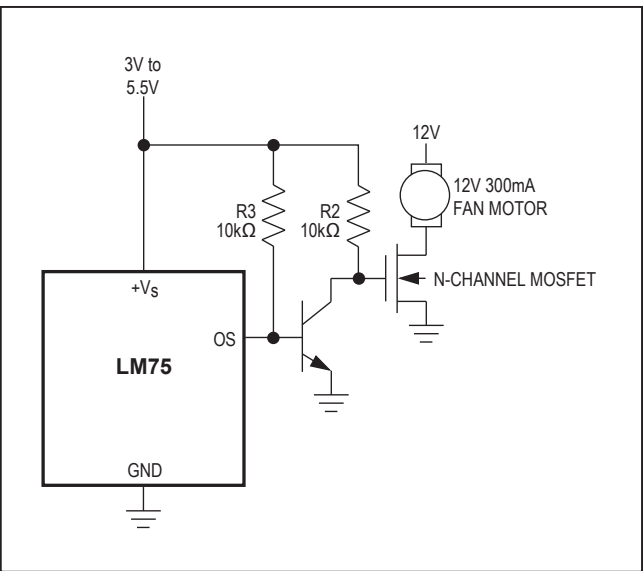 3V to
5.5V
12V
12V 300mA
FAN MOTOR
R3
10kΩ
R2
10kΩ
N-CHANNEL MOSFET
+VS
OS
LM75
GND